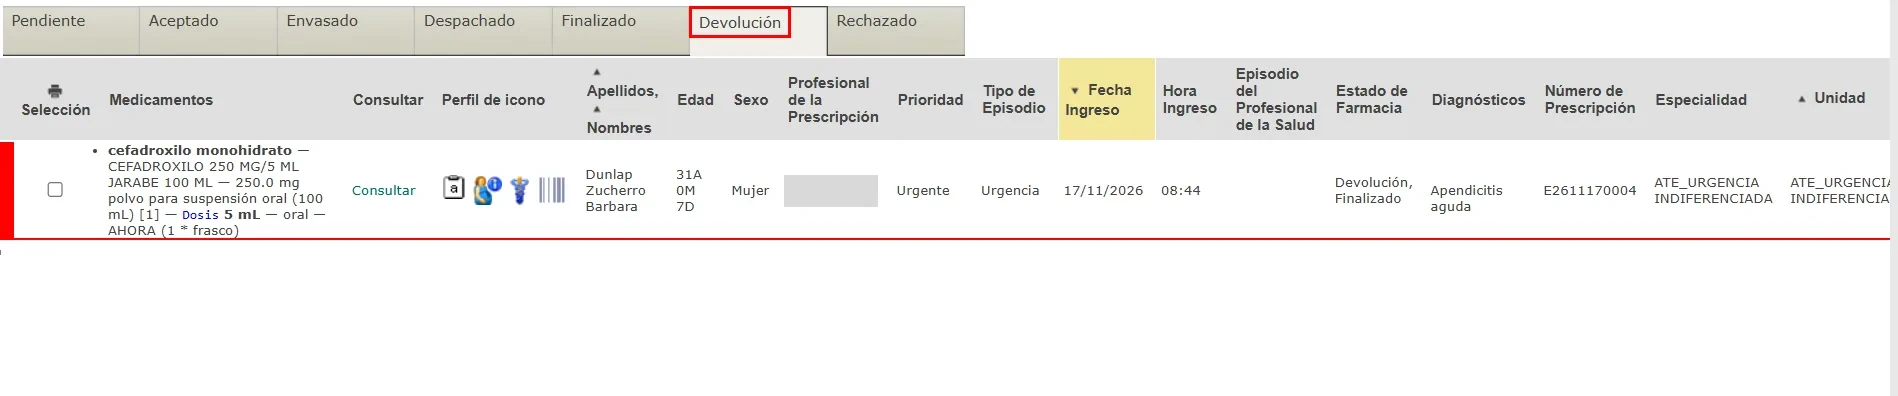 Pendiente
Aceptado
Envasado
Despachado
Finalizado
Devolución
Rechazado
Selección
Medicamentos
Consultar
Perfil de icono
▲
Apellidos,
▲
Nombres
Edad
Sexo
Profesional
de la
Prescripción
Prioridad
Tipo de
Episodio
▼ Fecha
Ingreso
Hora
Ingreso
Episodio
del
Profesional
de la Salud
Estado de
Farmacia
Diagnósticos
Número de
Prescripción
Especialidad
▲ Unidad
• cefadroxilo monohidrato —
CEFADROXILO 250 MG/5 ML
JARABE 100 ML — 250.0 mg
polvo para suspensión oral (100
mL) [1] — Dosis 5 mL — oral —
AHORA (1 * frasco)
Consultar
a
Dunlap
Zucherro
Barbara
31A
0M
7D
Mujer
Urgente
Urgencia
17/11/2026
08:44
Devolución,
Finalizado
Apendicitis
aguda
E2611170004
ATE_URGENCIA
INDIFERENCIADA
ATE_URGENCIA
INDIFERENCIA